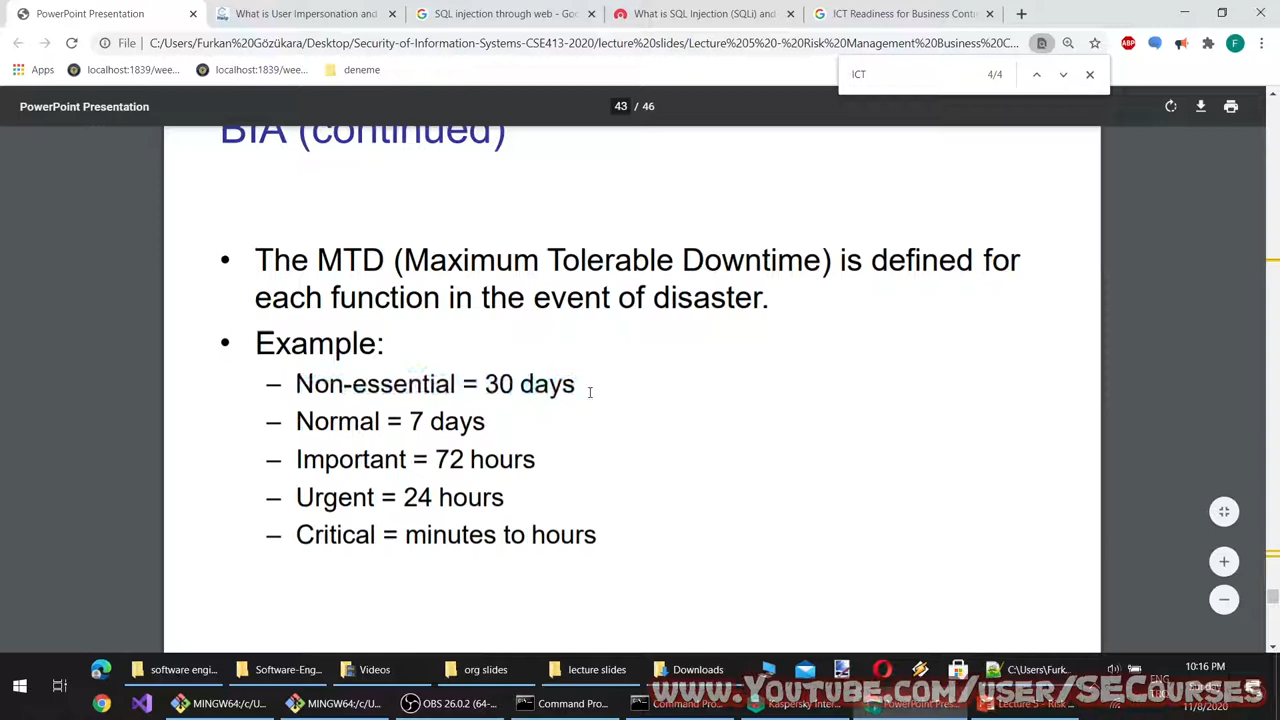 PowerPoint Presentation
What is User Impersonation and
SQL injection through web - Goo
What is SQL Injection (SQLi) and
ICT Readiness for Business Conti
File
C:/Users/Furkan%20Gözükara/Desktop/Security-of-Information-Systems-CSE413-2020/lecture%20slides/Lecture%205%20-%20Risk%20Management%20Business%20C...
ABP
F
Apps
localhost:1839/wee...
localhost:1839/wee...
deneme
ICT
4/4
PowerPoint Presentation
43 / 46
BIA (continued)
• The MTD (Maximum Tolerable Downtime) is defined for
each function in the event of disaster.
• Example:
– Non-essential = 30 days
– Normal = 7 days
– Important = 72 hours
– Urgent = 24 hours
– Critical = minutes to hours
software engi...
Software-Eng...
Videos
org slides
lecture slides
Downloads
C:\Users\Furk...
ENG
10:16 PM
MINGW64:/c/U...
MINGW64:/c/U...
OBS 26.0.2 (64-...
Command Pro...
Command Pro...
Kaspersky Inter...
PowerPoint Pres...
Lecture 5 - Risk
11/8/2020
www.Youtube.com/user/SECourses